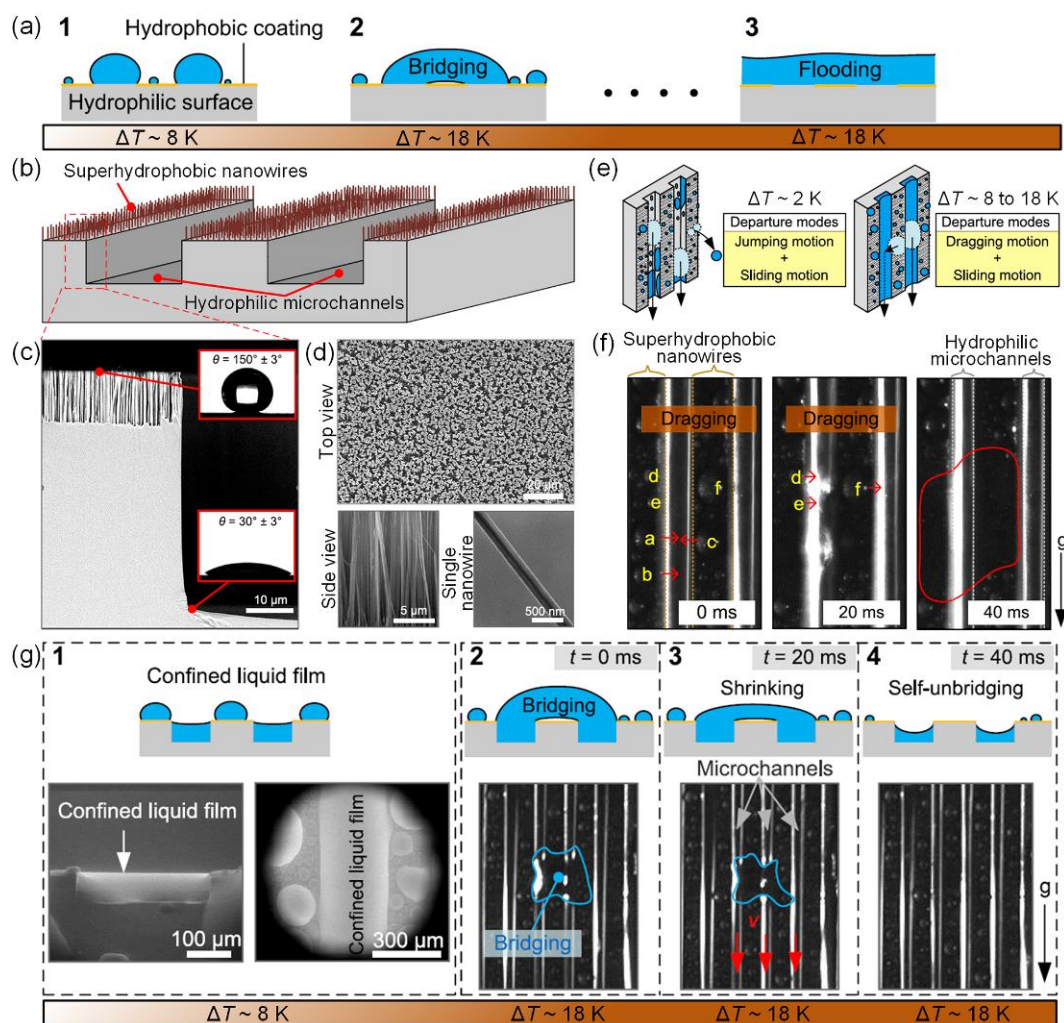 (a)
1
Hydrophobic coating
Hydrophilic surface
2
Bridging
3
Flooding
ΔT ~ 8 K
ΔT ~ 18 K
ΔT ~ 18 K
(b)
Superhydrophobic nanowires
Hydrophilic microchannels
(e)
ΔT ~ 2 K
Departure modes
Jumping motion
+
Sliding motion
ΔT ~ 8 to 18 K
Departure modes
Dragging motion
+
Sliding motion
(c)
θ = 150° ± 3°
θ = 30° ± 3°
10 μm
(d)
Top view
20 μm
Side view
5 μm
Single
nanowire
500 nm
(f)
Superhydrophobic
nanowires
Hydrophilic
microchannels
Dragging
d
e
f
a
c
b
0 ms
Dragging
d
e
f
20 ms
40 ms
g
(g)
1
Confined liquid film
Confined liquid film
100 μm
Confined liquid film
300 μm
2
t = 0 ms
Bridging
Bridging
3
t = 20 ms
Shrinking
Microchannels
v
4
t = 40 ms
Self-unbridging
g
ΔT ~ 8 K
ΔT ~ 18 K
ΔT ~ 18 K
ΔT ~ 18 K